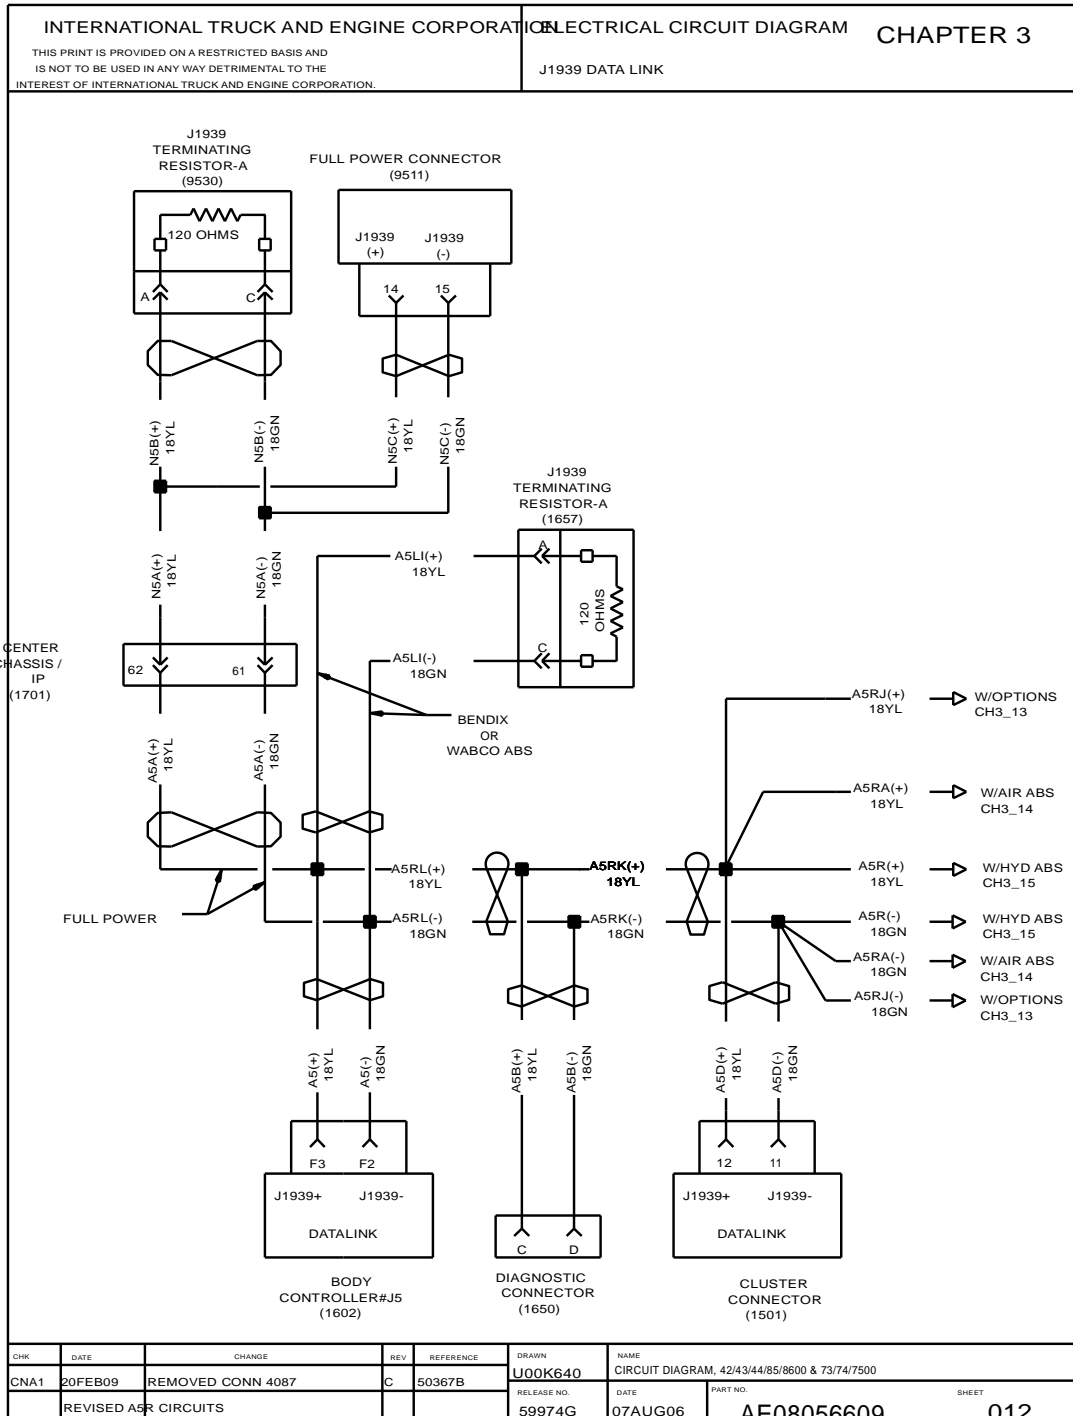 INTERNATIONAL TRUCK AND ENGINE CORPORATION
THIS PRINT IS PROVIDED ON A RESTRICTED BASIS AND
IS NOT TO BE USED IN ANY WAY DETRIMENTAL TO THE
INTEREST OF INTERNATIONAL TRUCK AND ENGINE CORPORATION.
ELECTRICAL CIRCUIT DIAGRAM
J1939 DATA LINK
CHAPTER 3
J1939
TERMINATING
RESISTOR-A
(9530)
120 OHMS
A
C
FULL POWER CONNECTOR
(9511)
J1939
(+)
J1939
(-)
14
15
N5B(+)
18YL
N5B(-)
18GN
N5C(+)
18YL
N5C(-)
18GN
J1939
TERMINATING
RESISTOR-A
(1657)
A
C
120
OHMS
A5LI(+)
18YL
A5LI(-)
18GN
N5A(+)
18YL
N5A(-)
18GN
CENTER
CHASSIS /
IP
(1701)
62
61
BENDIX
OR
WABCO ABS
A5A(+)
18YL
A5A(-)
18GN
A5RJ(+)
18YL
W/OPTIONS
CH3_13
A5RA(+)
18YL
W/AIR ABS
CH3_14
A5RL(+)
18YL
A5RK(+)
18YL
A5R(+)
18YL
W/HYD ABS
CH3_15
FULL POWER
A5RL(-)
18GN
A5RK(-)
18GN
A5R(-)
18GN
W/HYD ABS
CH3_15
A5RA(-)
18GN
W/AIR ABS
CH3_14
A5RJ(-)
18GN
W/OPTIONS
CH3_13
A5(+)
18YL
A5(-)
18GN
A5B(+)
18YL
A5B(-)
18GN
A5D(+)
18YL
A5D(-)
18GN
F3
F2
J1939+
J1939-
DATALINK
BODY
CONTROLLER#J5
(1602)
C
D
DIAGNOSTIC
CONNECTOR
(1650)
12
11
J1939+
J1939-
DATALINK
CLUSTER
CONNECTOR
(1501)
CHK
DATE
CHANGE
REV
REFERENCE
CNA1
20FEB09
REMOVED CONN 4087
C
50367B
REVISED A5R CIRCUITS
DRAWN
U00K640
NAME
CIRCUIT DIAGRAM, 42/43/44/85/8600 & 73/74/7500
RELEASE NO.
59974G
DATE
07AUG06
PART NO.
AE08056609
SHEET
012